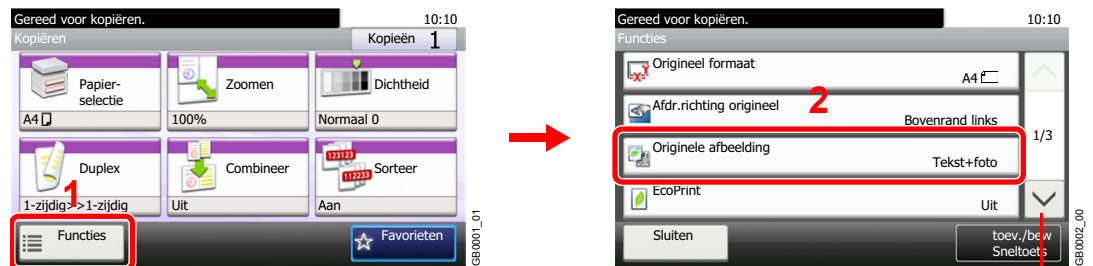 Gereed voor kopiëren. 10:10
Kopiëren Kopieën 1
Papier-
selectie
Zoomen
Dichtheid
A4 100% Normaal 0
Duplex
123123
112233
Combineer
Sorteer
1
1-zijdig>>1-zijdig Uit Aan
Functies
Favorieten
GB0001_01
Gereed voor kopiëren. 10:10
Functies
Origineel formaat
A4
Afdr.richting origineel
2
Bovenrand links
1/3
Originele afbeelding
Tekst+foto
EcoPrint
Uit
Sluiten
toev./bew
Sneltoets
GB0002_00